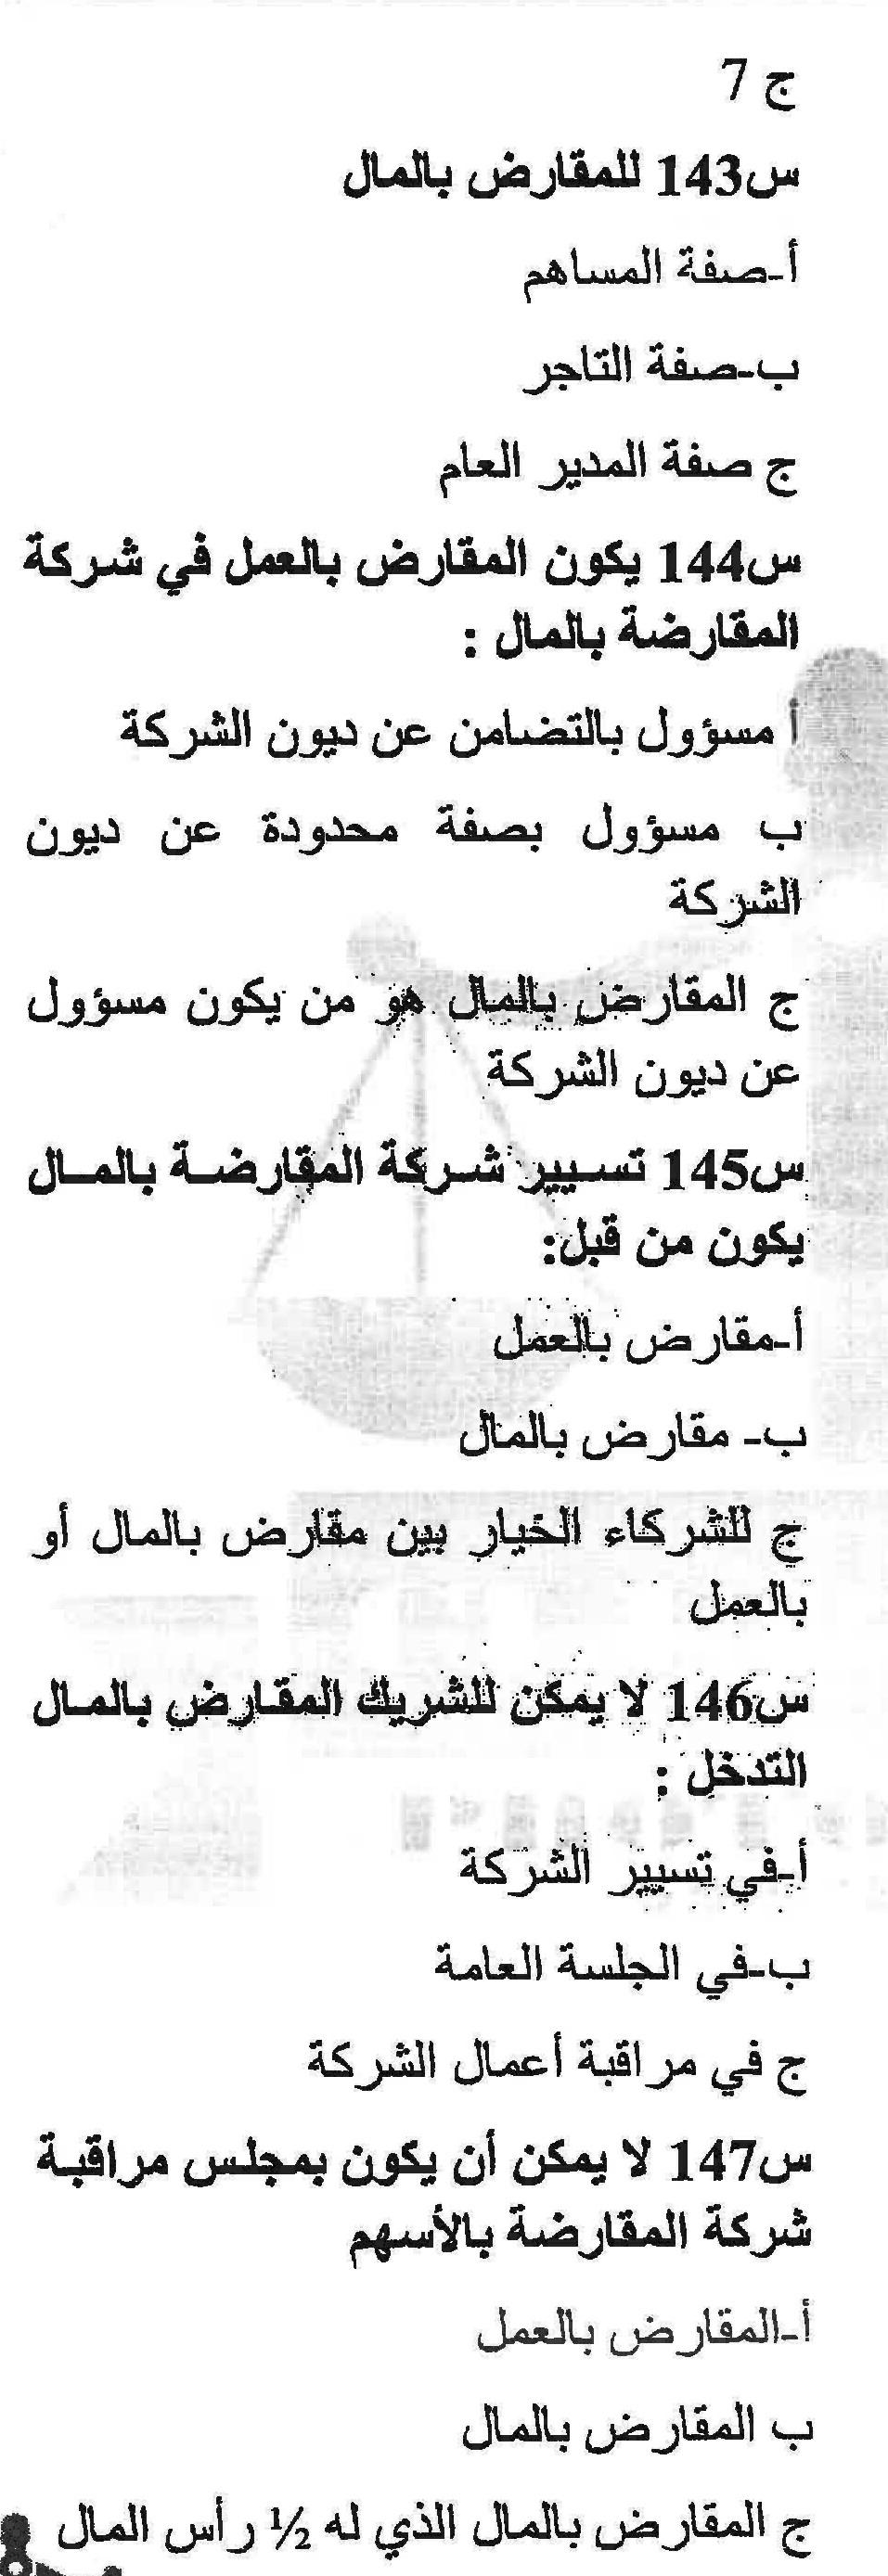 ج 7
س143 للمقارض بالمال
أ-صفة المساهم
ب-صفة التاجر
ج صفة المدير العام
س144 يكون المقارض بالعمل في شركة
المقارضة بالمال :
أ مسؤول بالتضامن عن ديون الشركة
ب مسؤول بصفة محدودة عن ديون
الشركة
ج المقارض بالمال هو من يكون مسؤول
عن ديون الشركة
س145 تسيير شركة المقارضة بالمال
يكون من قبل:
أ-مقارض بالعمل
ب- مقارض بالمال
ج للشركاء الخيار بين مقارض بالمال أو
بالعمل
س146 لا يمكن للشريك المقارض بالمال
التدخل :
أ-في تسيير الشركة
ب-في الجلسة العامة
ج في مراقبة أعمال الشركة
س147 لا يمكن أن يكون بمجلس مراقبة
شركة المقارضة بالأسهم
أ-المقارض بالعمل
ب المقارض بالمال
ج المقارض بالمال الذي له ½ رأس المال